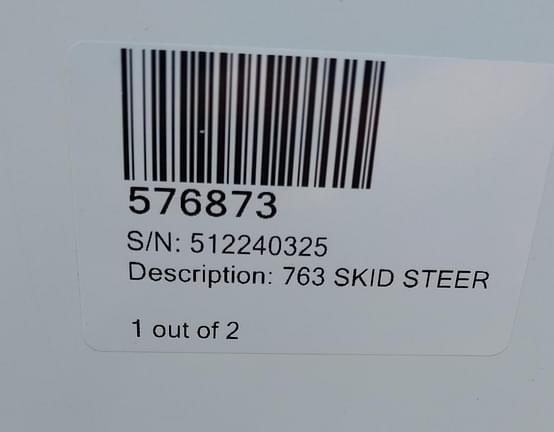 576873
S/N: 512240325
Description: 763 SKID STEER
1 out of 2